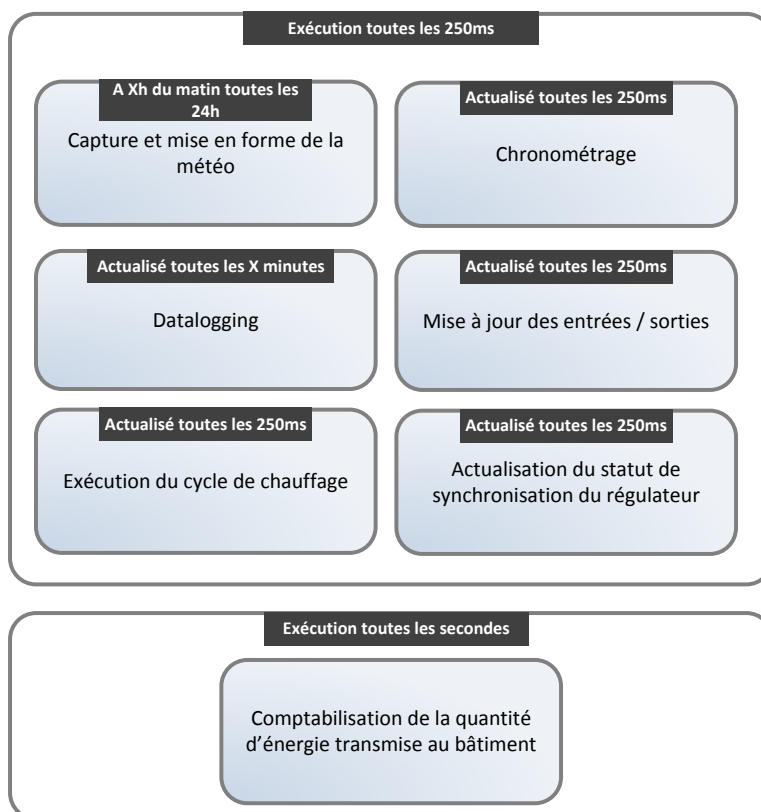 Exécution toutes les 250ms
A Xh du matin toutes les
24h
Capture et mise en forme de la
météo
Actualisé toutes les 250ms
Chronométrage
Actualisé toutes les X minutes
Datalogging
Actualisé toutes les 250ms
Mise à jour des entrées / sorties
Actualisé toutes les 250ms
Exécution du cycle de chauffage
Actualisé toutes les 250ms
Actualisation du statut de
synchronisation du régulateur
Exécution toutes les secondes
Comptabilisation de la quantité
d’énergie transmise au bâtiment